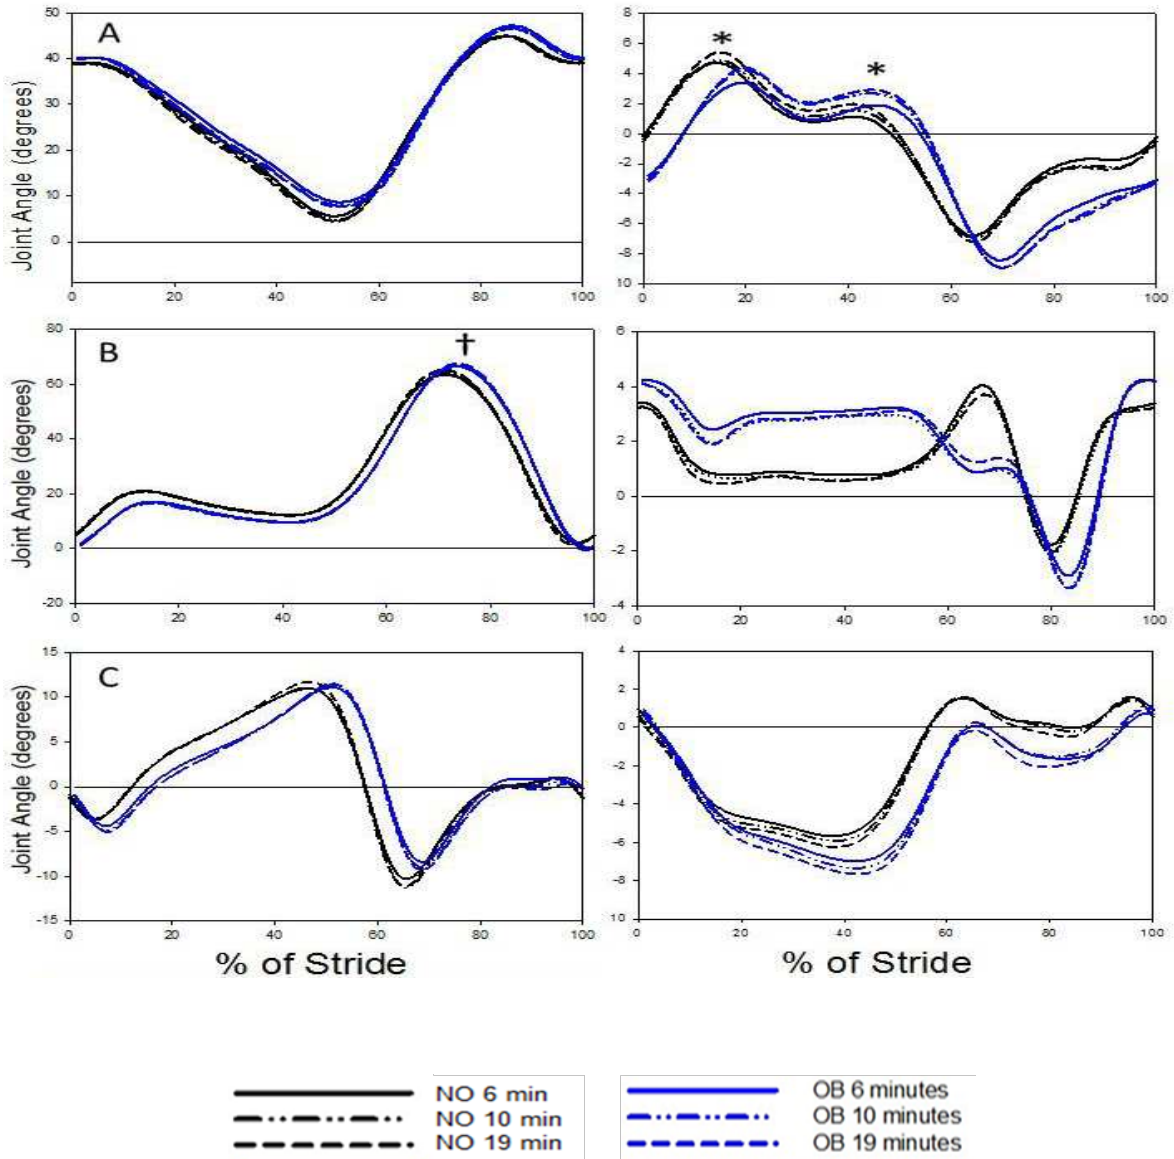 A
Joint Angle (degrees)
50
40
30
20
10
0
0 20 40 60 80 100
*
*
8
6
4
2
0
-2
-4
-6
-8
10
0 20 40 60 80 100
B
†
Joint Angle (degrees)
80
60
40
20
0
-20
0 20 40 60 80 100
6
4
2
0
-2
-4
0 20 40 60 80 100
C
Joint Angle (degrees)
15
10
5
0
-5
-10
-15
0 20 40 60 80 100
% of Stride
4
2
0
-2
-4
-6
-8
10
0 20 40 60 80 100
% of Stride
NO 6 min
NO 10 min
NO 19 min
OB 6 minutes
OB 10 minutes
OB 19 minutes